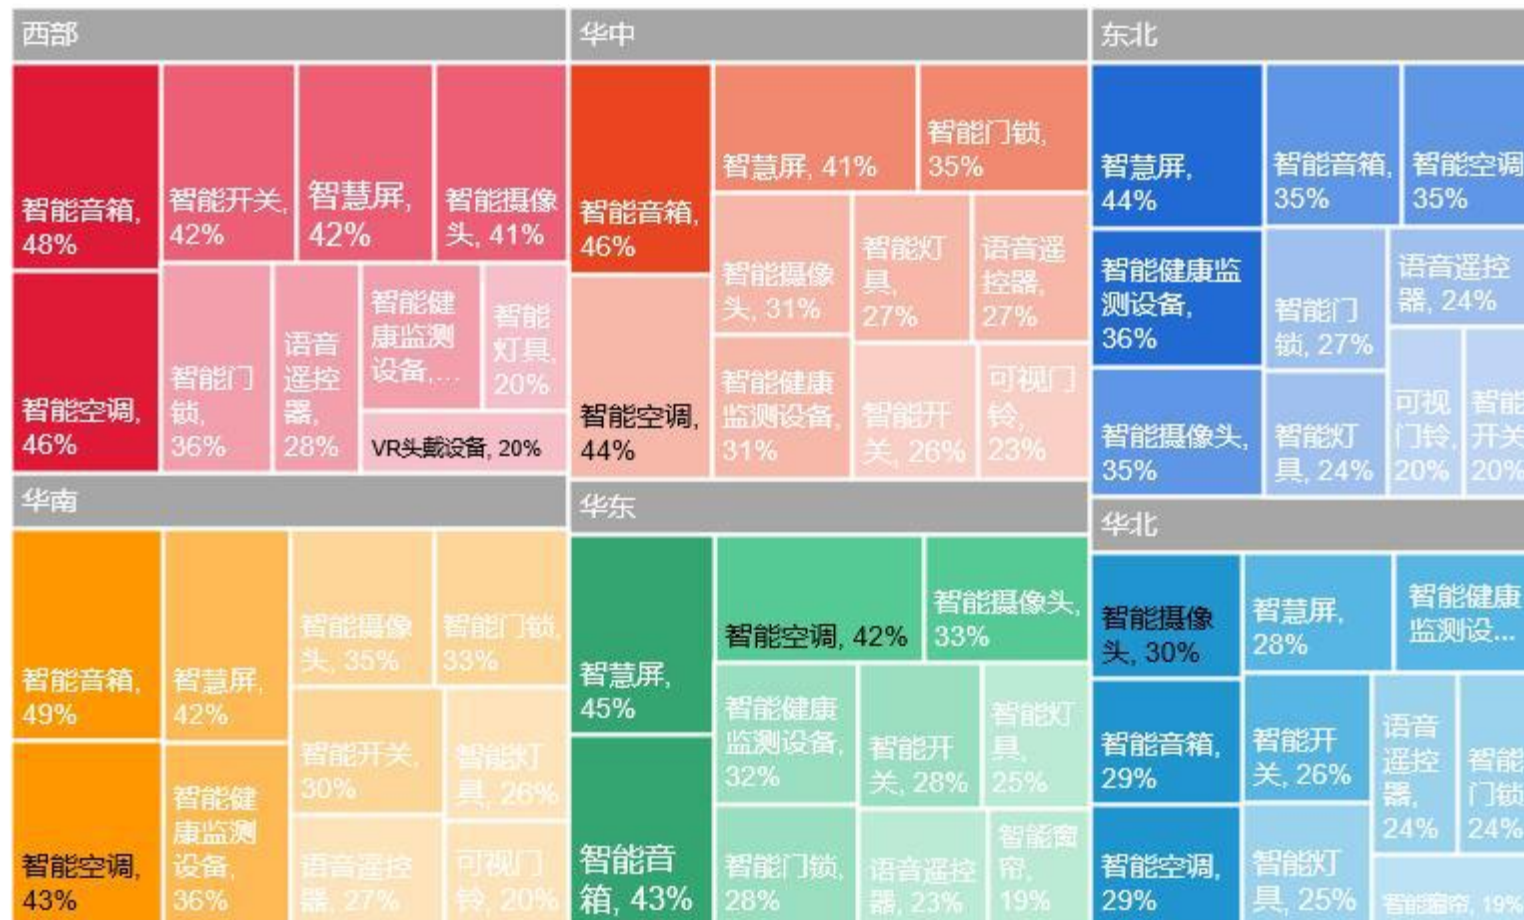 西部
智能音箱,
48%
智能开关,
42%
智慧屏,
42%
智能摄像
头, 41%
智能空调,
46%
智能门
锁,
36%
语音
遥控
器,
28%
智能健
康监测
设备,...
智能
灯具,
20%
VR头戴设备, 20%
华中
智能音箱,
46%
智慧屏, 41%
智能门锁,
35%
智能空调,
44%
智能摄像
头, 31%
智能灯
具,
27%
语音遥
控器,
27%
智能健康
监测设备,
31%
智能开
关, 26%
可视门
铃,
23%
东北
智慧屏,
44%
智能音箱,
35%
智能空调
35%
智能健康监
测设备,
36%
智能门
锁, 27%
语音遥控
器, 24%
智能摄像头,
35%
智能灯
具, 24%
可视
门铃,
20%
智能
开关
20%
华南
智能音箱,
49%
智慧屏,
42%
智能摄像
头, 35%
智能门锁,
33%
智能空调,
43%
智能健
康监测
设备,
36%
智能开关,
30%
智能灯
具, 26%
语音遥控
器, 27%
可视门
铃, 20%
华东
智慧屏,
45%
智能空调, 42%
智能摄像头,
33%
智能音
箱, 43%
智能健康
监测设备,
32%
智能开
关, 28%
智能灯
具,
25%
智能门锁,
28%
语音遥控
器, 23%
智能窗
帘,
19%
华北
智能摄像
头, 30%
智慧屏,
28%
智能健康
监测设...
智能音箱,
29%
智能开
关, 26%
语音
遥控
器,
24%
智能
门锁
24%
智能空调,
29%
智能灯
具, 25%
智能窗帘, 19%